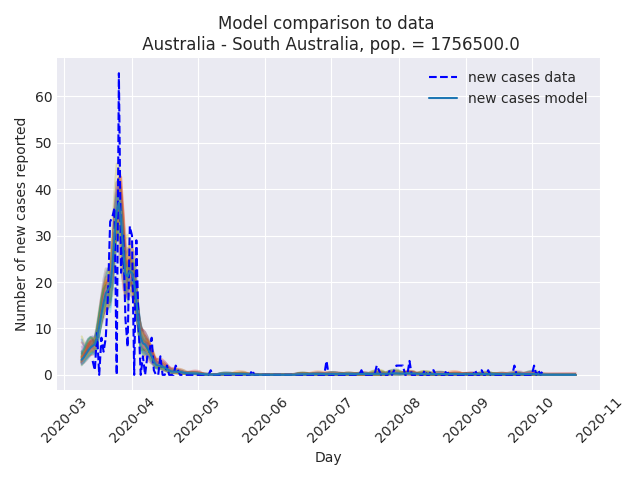 Model comparison to data
Australia - South Australia, pop. = 1756500.0
new cases data
new cases model
Number of new cases reported
60
50
40
30
20
10
0
2020-03
2020-04
2020-05
2020-06
2020-07
2020-08
2020-09
2020-10
2020-11
Day